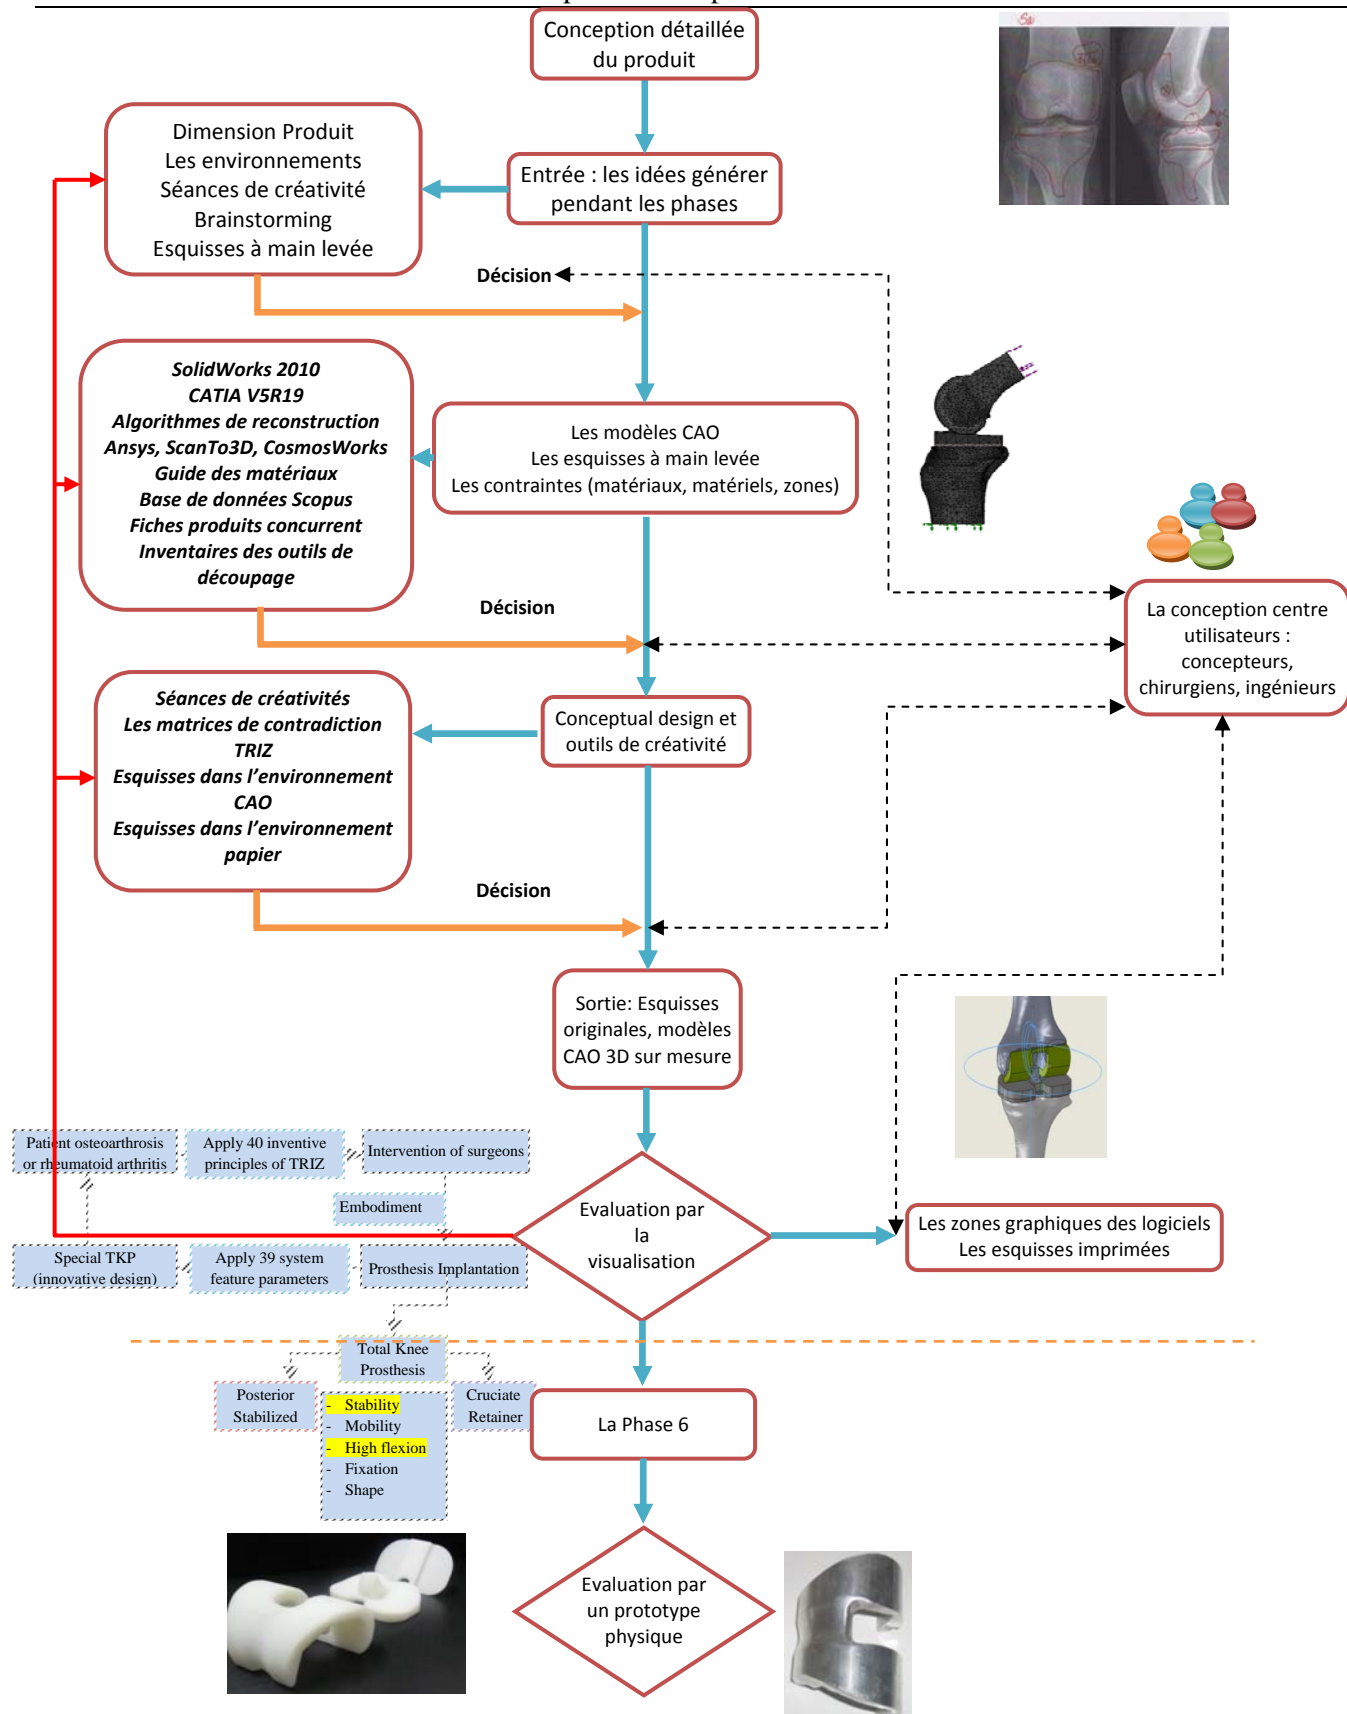 Conception détaillée
du produit
Dimension Produit
Les environnements
Séances de créativité
Brainstorming
Esquisses à main levée
Entrée : les idées générer
pendant les phases
Décision
SolidWorks 2010
CATIA V5R19
Algorithmes de reconstruction
Ansys, ScanTo3D, CosmosWorks
Guide des matériaux
Base de données Scopus
Fiches produits concurrent
Inventaires des outils de
découpage
Les modèles CAO
Les esquisses à main levée
Les contraintes (matériaux, matériels, zones)
La conception centre
utilisateurs :
concepteurs,
chirurgiens, ingénieurs
Décision
Séances de créativités
Les matrices de contradiction
TRIZ
Esquisses dans l’environnement
CAO
Esquisses dans l’environnement
papier
Conceptual design et
outils de créativité
Décision
Sortie: Esquisses
originales, modèles
CAO 3D sur mesure
Patient osteoarthrosis
or rheumatoid arthritis
Apply 40 inventive
principles of TRIZ
Intervention of surgeons
Embodiment
Special TKP
(innovative design)
Apply 39 system
feature parameters
Prosthesis Implantation
Evaluation par
la
visualisation
Les zones graphiques des logiciels
Les esquisses imprimées
Total Knee
Prosthesis
Posterior
Stabilized
- Stability
- Mobility
- High flexion
- Fixation
- Shape
Cruciate
Retainer
La Phase 6
Evaluation par
un prototype
physique